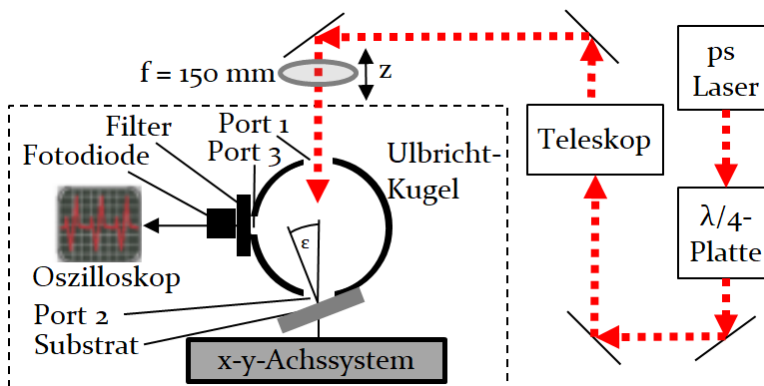 f = 150 mm
z
ps
Laser
Filter
Port 1
Fotodiode
Port 3
Ulbricht-
Kugel
Teleskop
λ/4-
Platte
ε
Oszilloskop
Port 2
Substrat
x-y-Achssystem